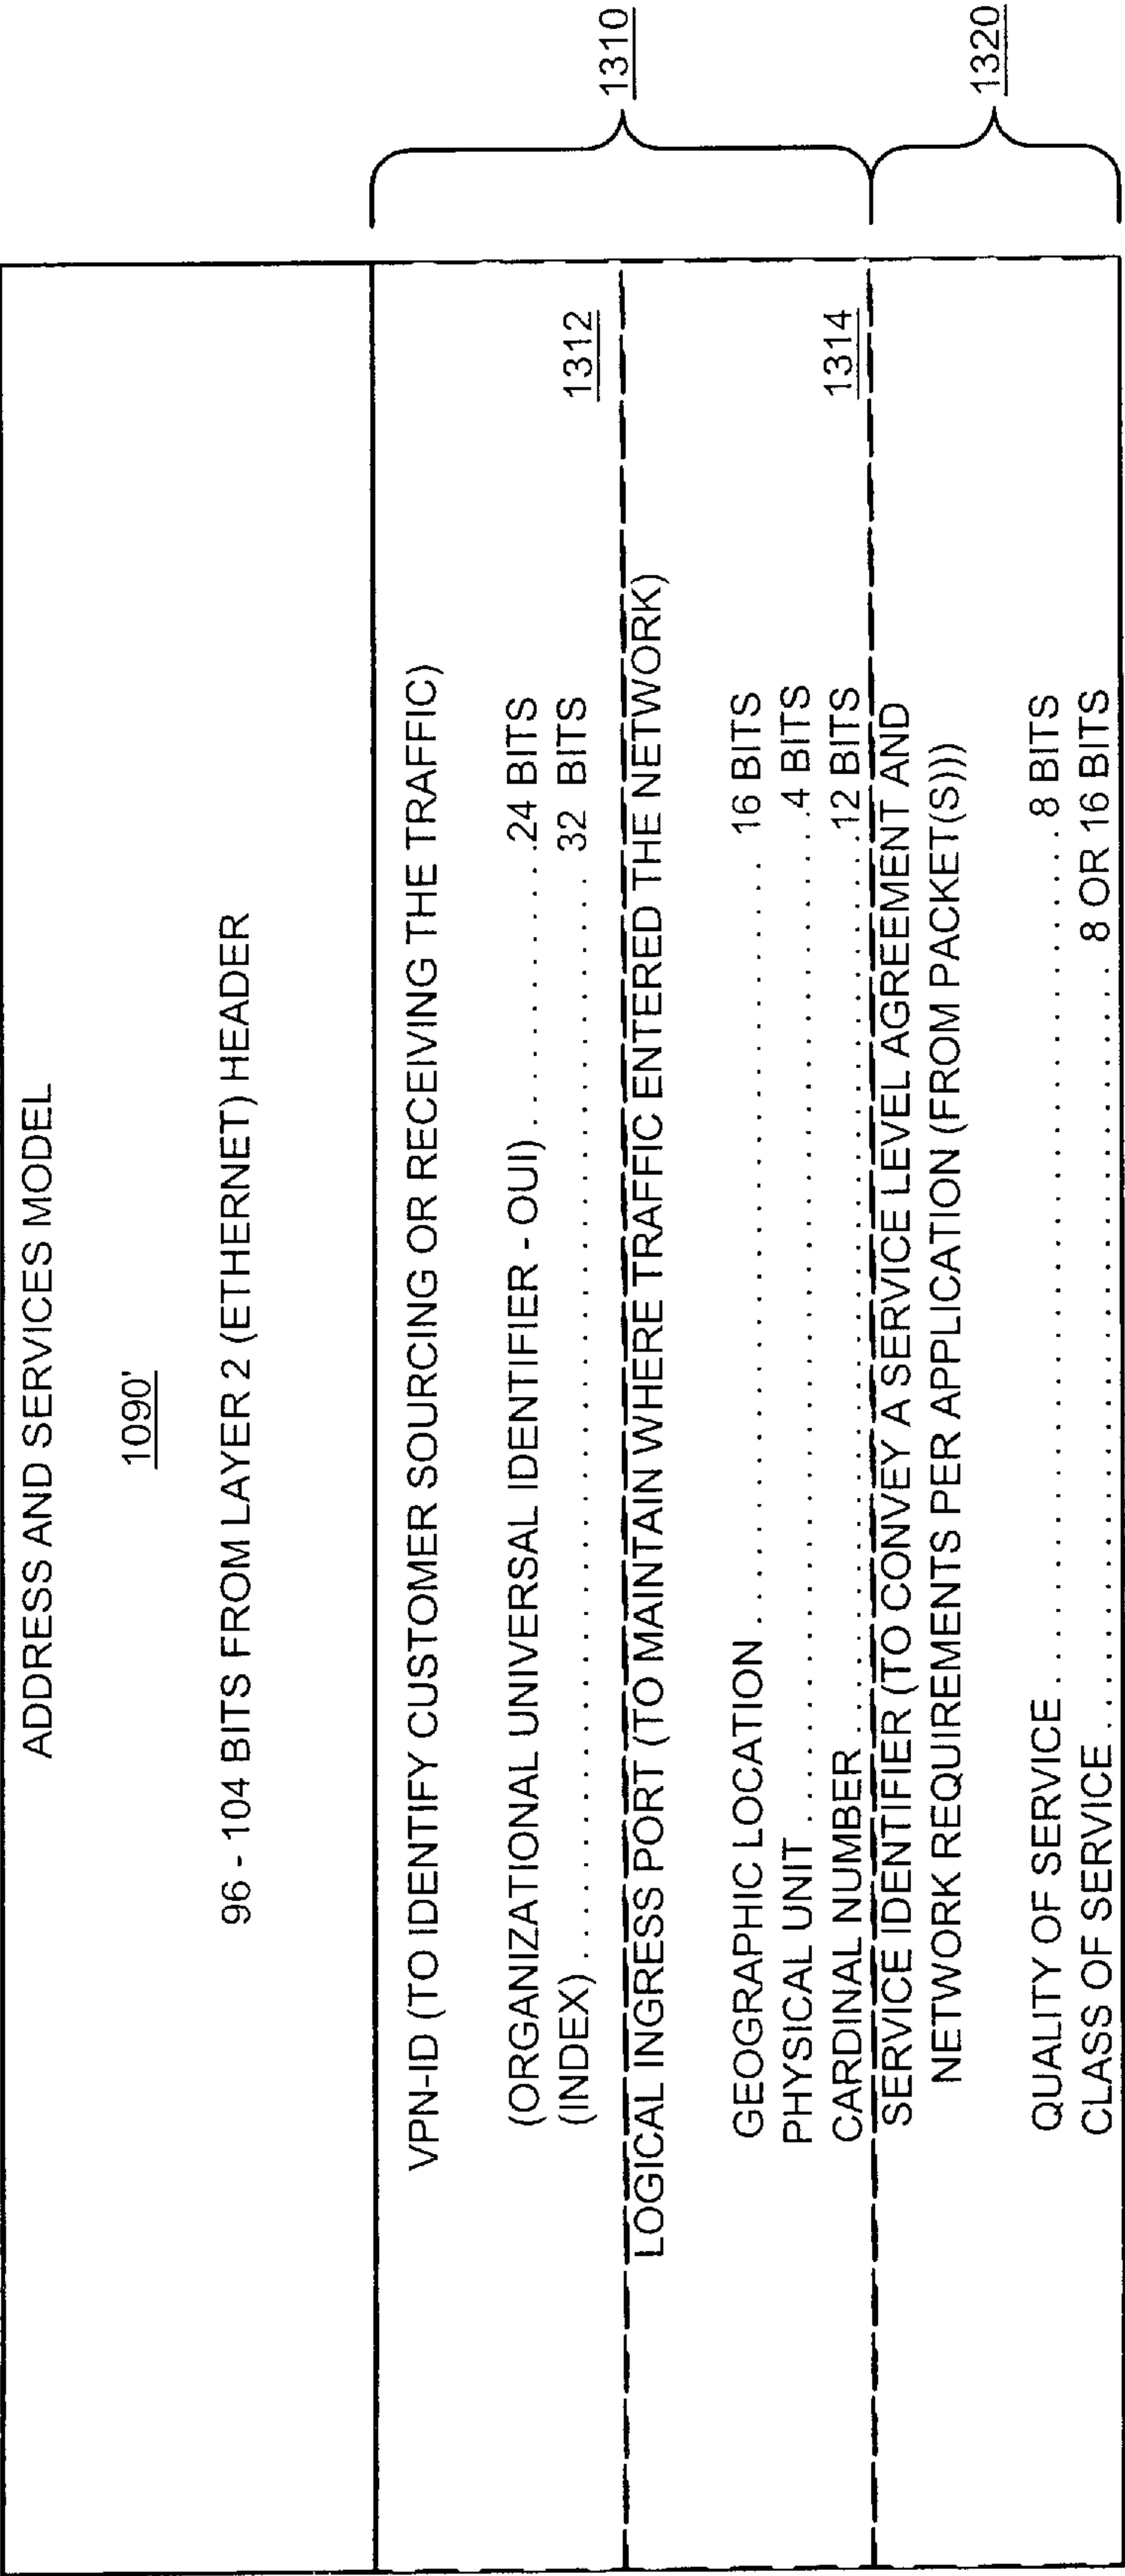 ADDRESS AND SERVICES MODEL
1090'
96 - 104 BITS FROM LAYER 2 (ETHERNET) HEADER
VPN-ID (TO IDENTIFY CUSTOMER SOURCING OR RECEIVING THE TRAFFIC)
(ORGANIZATIONAL UNIVERSAL IDENTIFIER - OUI) . . . . . . . . . 24 BITS
(INDEX) . . . . . . . . . . . . . . . . . . . . . . . . . . . . . . 32 BITS
1312
LOGICAL INGRESS PORT (TO MAINTAIN WHERE TRAFFIC ENTERED THE NETWORK)
GEOGRAPHIC LOCATION . . . . . . . . . . . . . . . . . . . . 16 BITS
PHYSICAL UNIT . . . . . . . . . . . . . . . . . . . . . . . . . . . 4 BITS
CARDINAL NUMBER . . . . . . . . . . . . . . . . . . . . . . . . 12 BITS
1314
1310
SERVICE IDENTIFIER (TO CONVEY A SERVICE LEVEL AGREEMENT AND
NETWORK REQUIREMENTS PER APPLICATION (FROM PACKET(S)))
QUALITY OF SERVICE . . . . . . . . . . . . . . . . . . . . . . 8 BITS
CLASS OF SERVICE . . . . . . . . . . . . . . . . . . . . 8 OR 16 BITS
1320